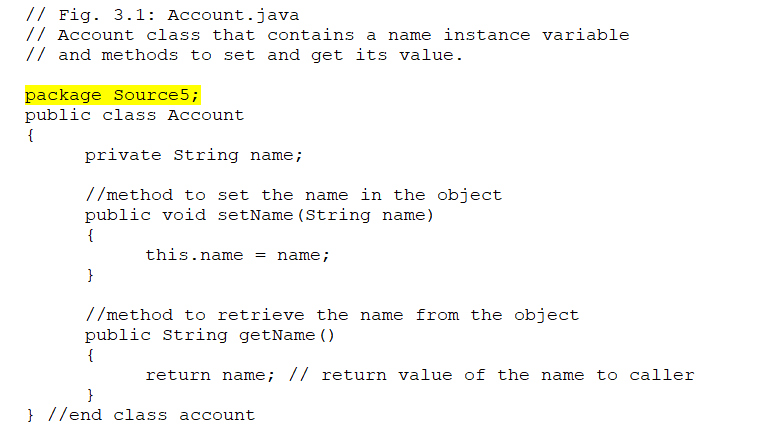 // Fig. 3.1: Account.java
// Account class that contains a name instance variable
// and methods to set and get its value.
package Source5;
public class Account
{
private String name;
//method to set the name in the object
public void setName(String name)
{
this.name = name;
}
//method to retrieve the name from the object
public String getName()
{
return name; // return value of the name to caller
}
} //end class account